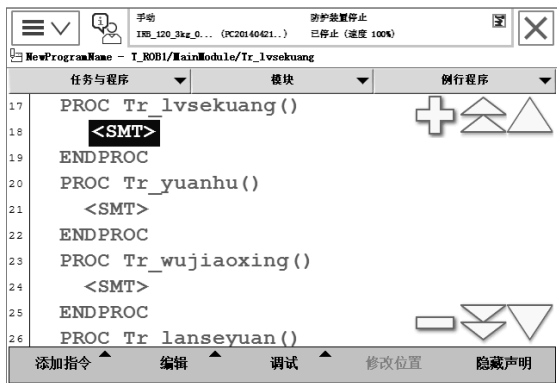 手动
防护装置停止
IRB_120_3kg_0... (PC20140421..)
已停止 (速度 100%)
NewProgramName - T_ROB1/MainModule/Tr_lvsekuang
任务与程序 模块 例行程序
17 PROC Tr_lvsekuang()
18 <SMT>
19 ENDPROC
20 PROC Tr_yuanhu()
21 <SMT>
22 ENDPROC
23 PROC Tr_wujiaoxing()
24 <SMT>
25 ENDPROC
26 PROC Tr_lanseyuan()
添加指令 编辑 调试 修改位置 隐藏声明